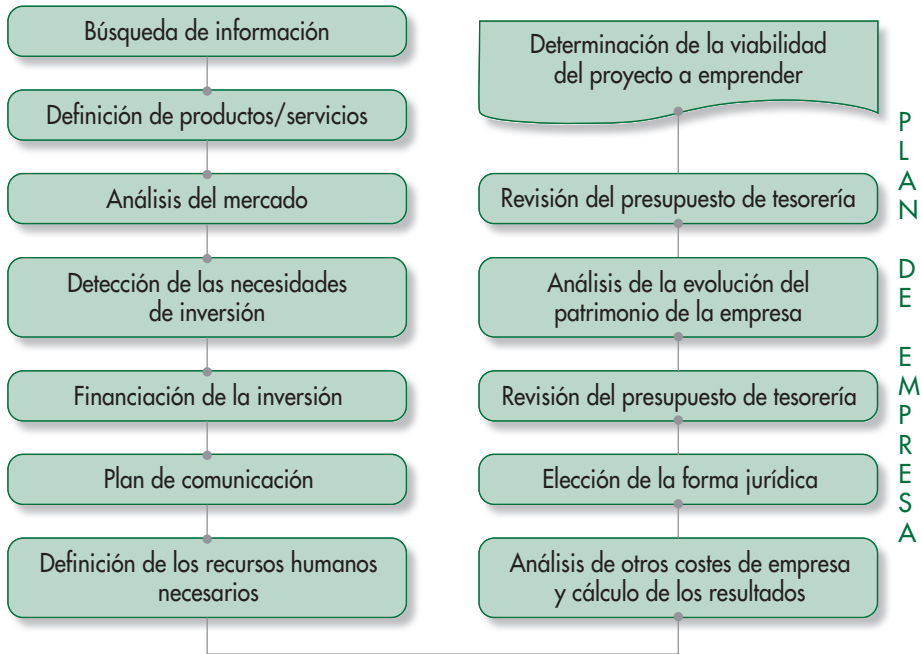 Búsqueda de información
Definición de productos/servicios
Análisis del mercado
Detección de las necesidades
de inversión
Financiación de la inversión
Plan de comunicación
Definición de los recursos humanos
necesarios
Determinación de la viabilidad
del proyecto a emprender
Revisión del presupuesto de tesorería
Análisis de la evolución del
patrimonio de la empresa
Revisión del presupuesto de tesorería
Elección de la forma jurídica
Análisis de otros costes de empresa
y cálculo de los resultados
PLAN DE EMPRESA